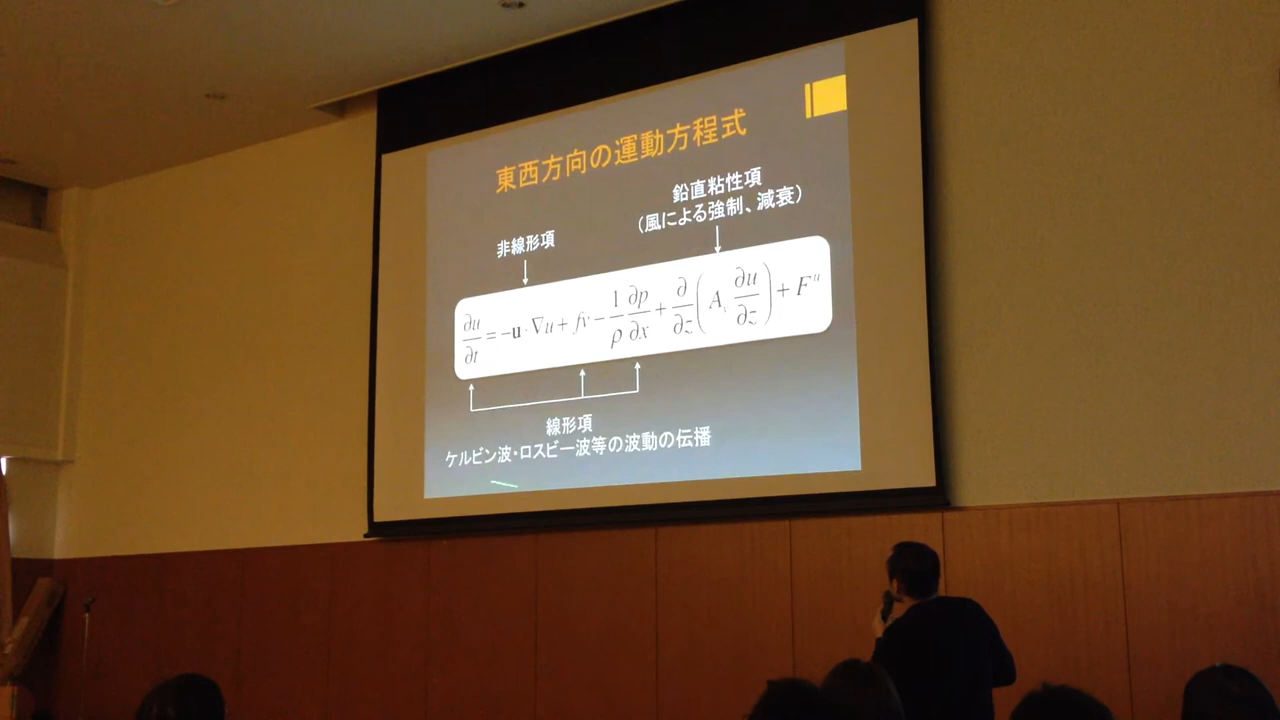 東西方向の運動方程式
鉛直粘性項
(風による強制、減衰)
非線形項
∂u/∂t = −u·∇u + fv − 1/ρ ∂p/∂x + ∂/∂z (A ∂u/∂z) + Fᵘ
線形項
ケルビン波・ロスビー波等の波動の伝播